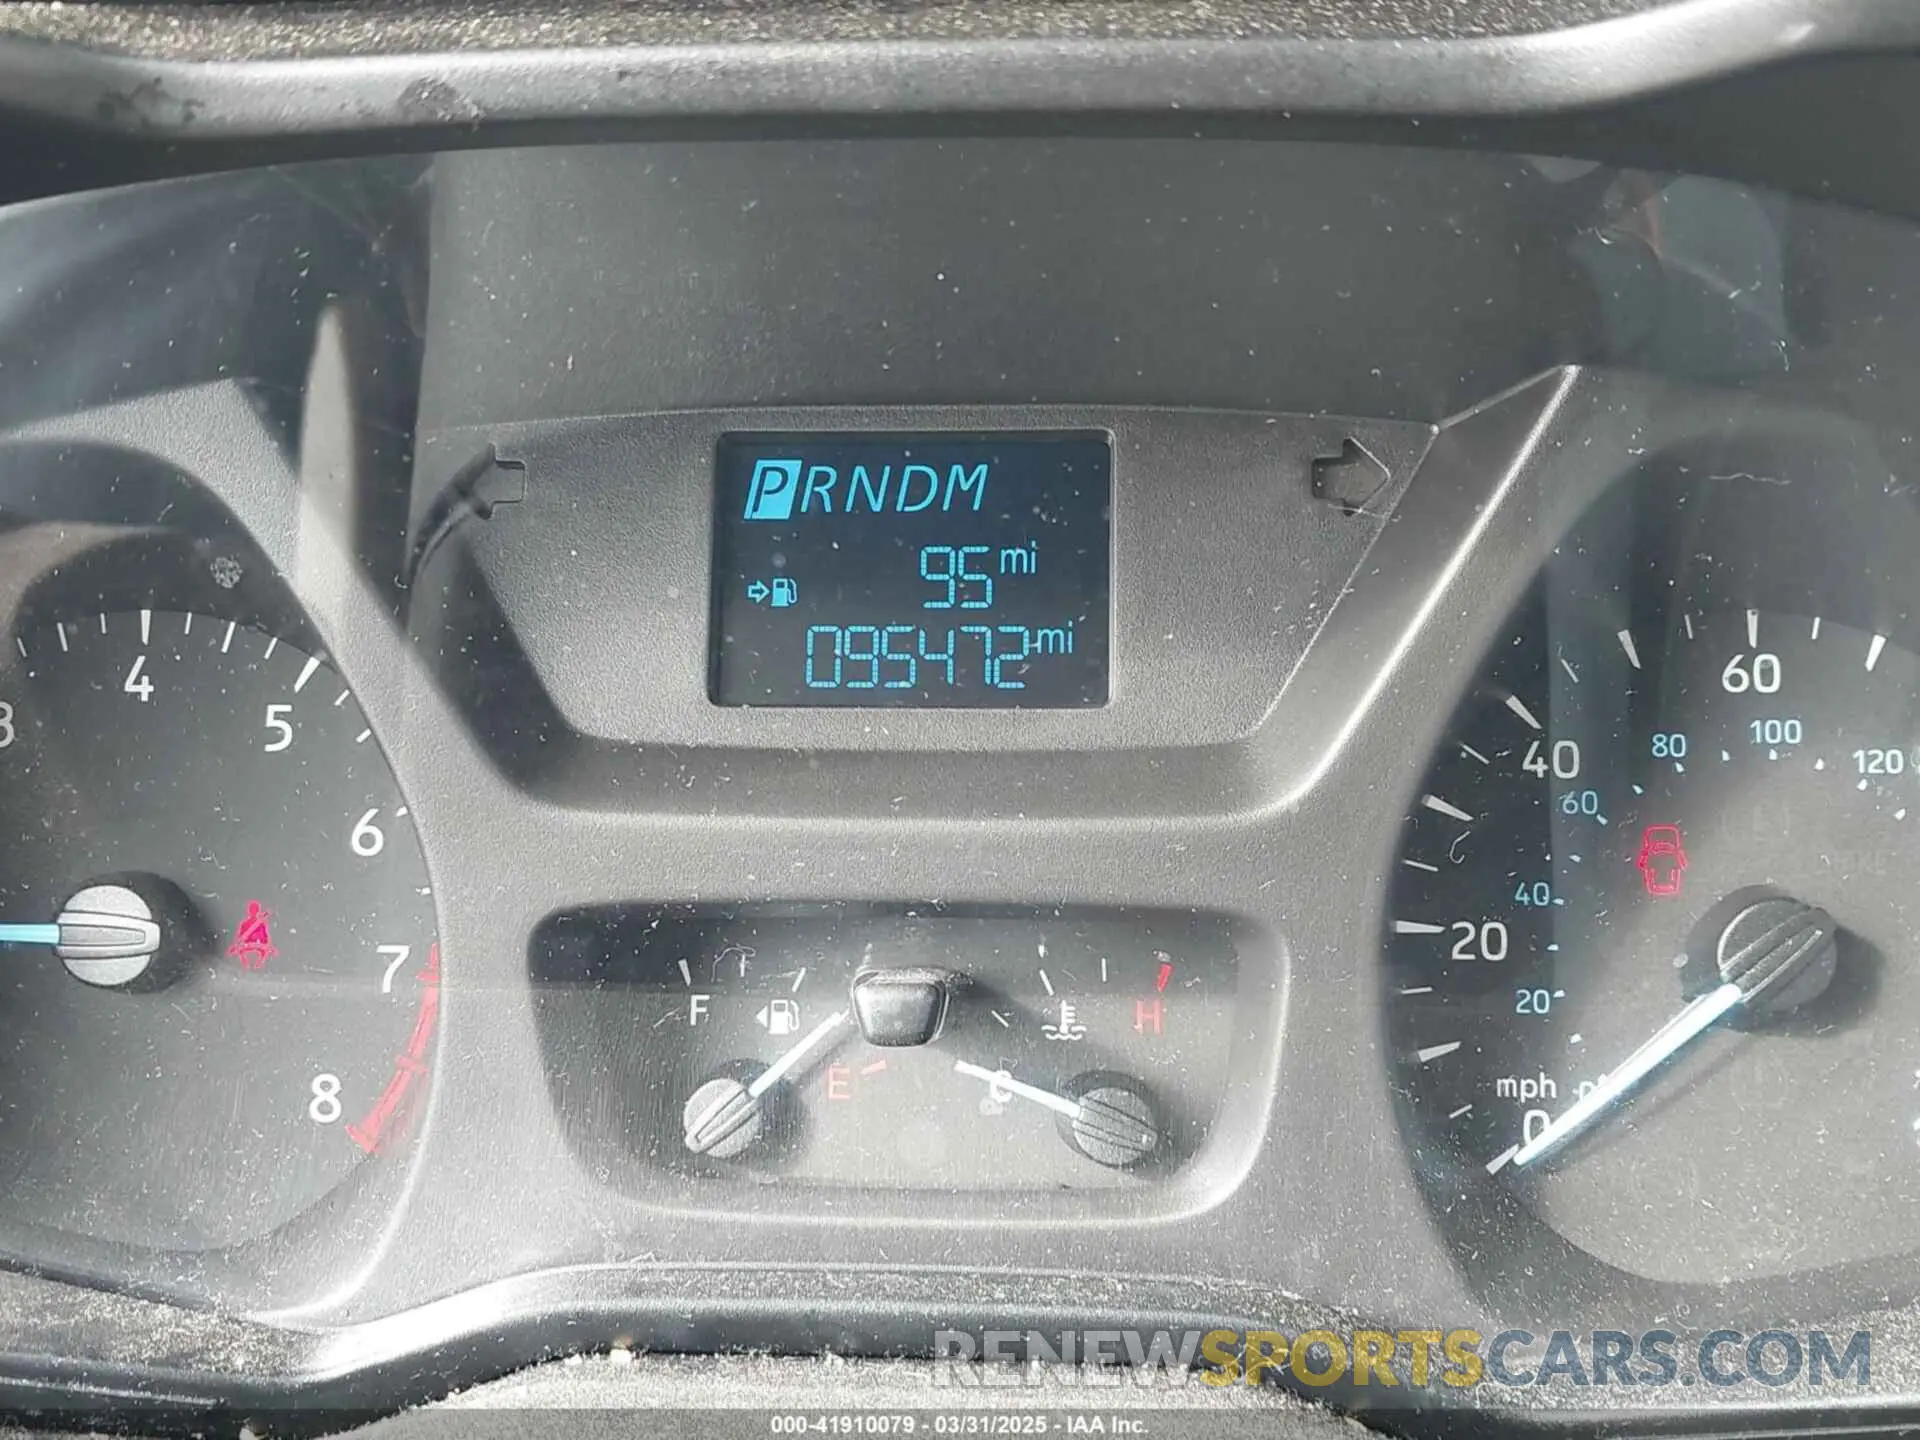 PRNDM
95 mi
095472 mi
3 4 5 6 7 8
F E
H
C
mph
0 20 40 60
20 40 60 80 100 120
RENEWSPORTSCARS.COM
000-41910079 - 03/31/2025 - IAA Inc.